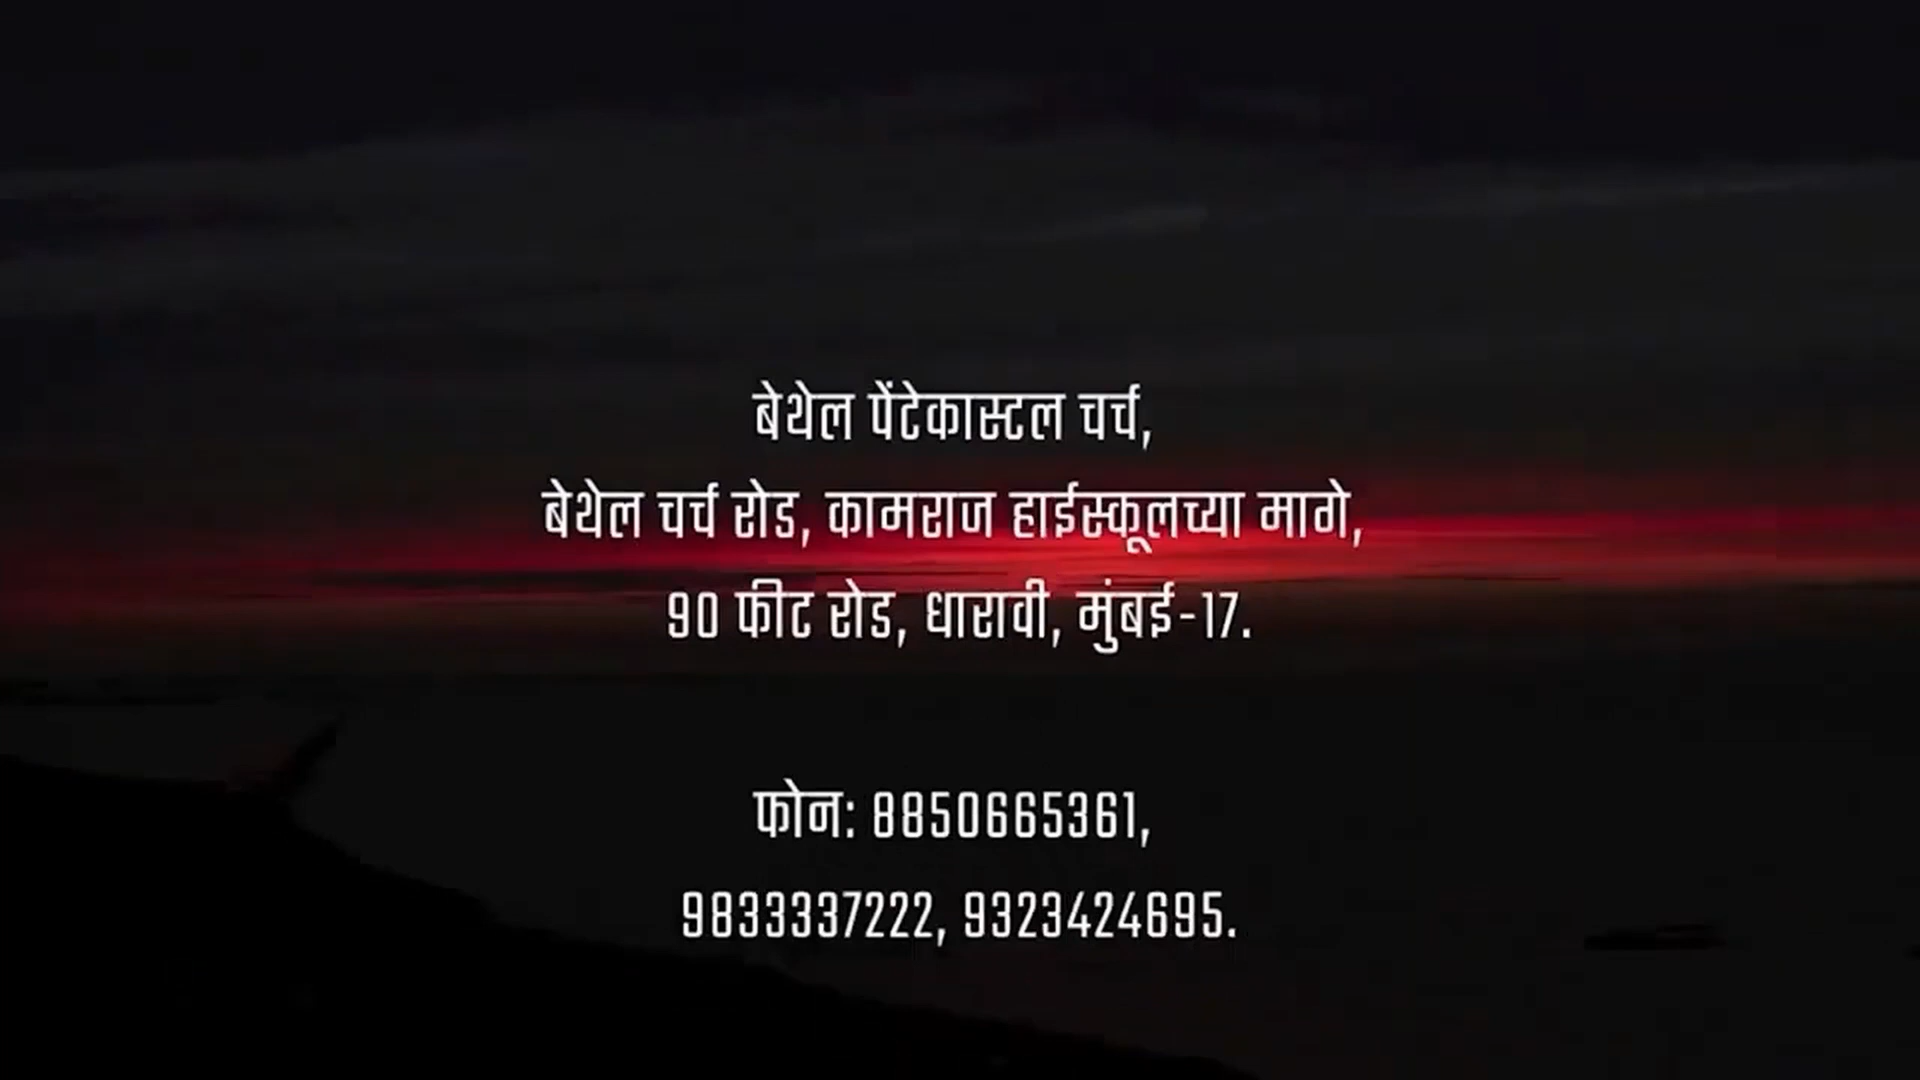 बेथेल पेंटेकास्टल चर्च,
बेथेल चर्च रोड, कामराज हाईस्कूलच्या मागे,
90 फीट रोड, धारावी, मुंबई-17.
फोन: 8850665361,
9833337222, 9323424695.